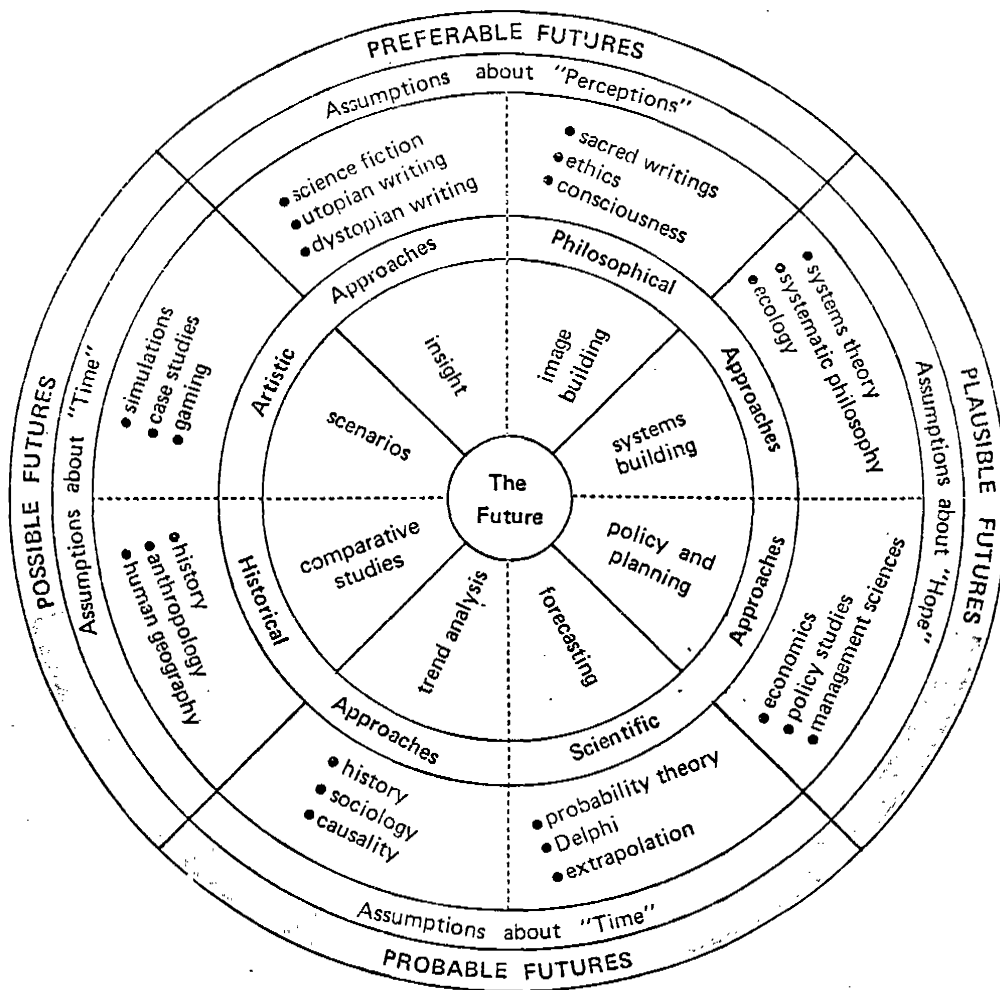 PREFERABLE FUTURES
Assumptions about "Perceptions"
• science fiction
• utopian writing
• dystopian writing
• sacred writings
• ethics
• consciousness
Artistic Approaches
Philosophical Approaches
insight
image
building
• simulations
• case studies
• gaming
• systems theory
• systematic philosophy
• ecology
POSSIBLE FUTURES
Assumptions about "Time"
PLAUSIBLE FUTURES
Assumptions about "Hope"
scenarios
systems
building
The
Future
comparative
studies
policy and
planning
trend analysis
forecasting
• history
• anthropology
• human geography
• economics
• policy studies
• management sciences
Historical Approaches
Scientific Approaches
• history
• sociology
• causality
• probability theory
• Delphi
• extrapolation
Assumptions about "Time"
PROBABLE FUTURES